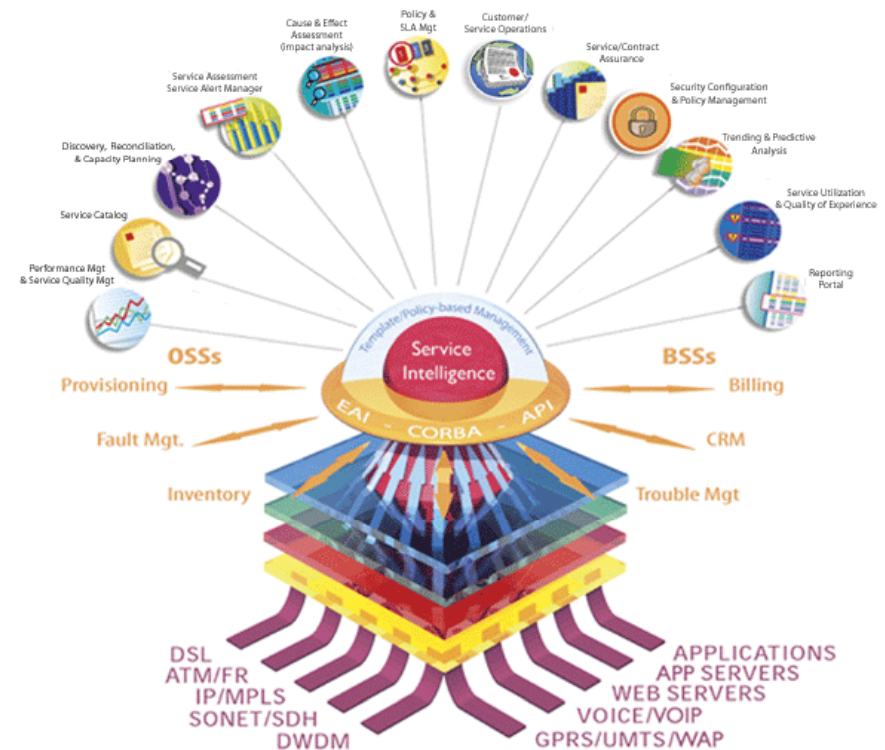 Policy &
SLA Mgt
Customer/
Service Operations
Cause & Effect
Assessment
(impact analysis)
Service/Contract
Assurance
Service Assessment
Service Alert Manager
Security Configuration
& Policy Management
Discovery, Reconciliation,
& Capacity Planning
Trending & Predictive
Analysis
Service Catalog
Service Utilization
& Quality of Experience
Performance Mgt
& Service Quality Mgt
Reporting
Portal
Template/Policy-based Management
Service
Intelligence
EAI - CORBA - API
OSSs
BSSs
Provisioning
Billing
Fault Mgt.
CRM
Inventory
Trouble Mgt
DSL
ATM/FR
IP/MPLS
SONET/SDH
DWDM
APPLICATIONS
APP SERVERS
WEB SERVERS
VOICE/VOIP
GPRS/UMTS/WAP